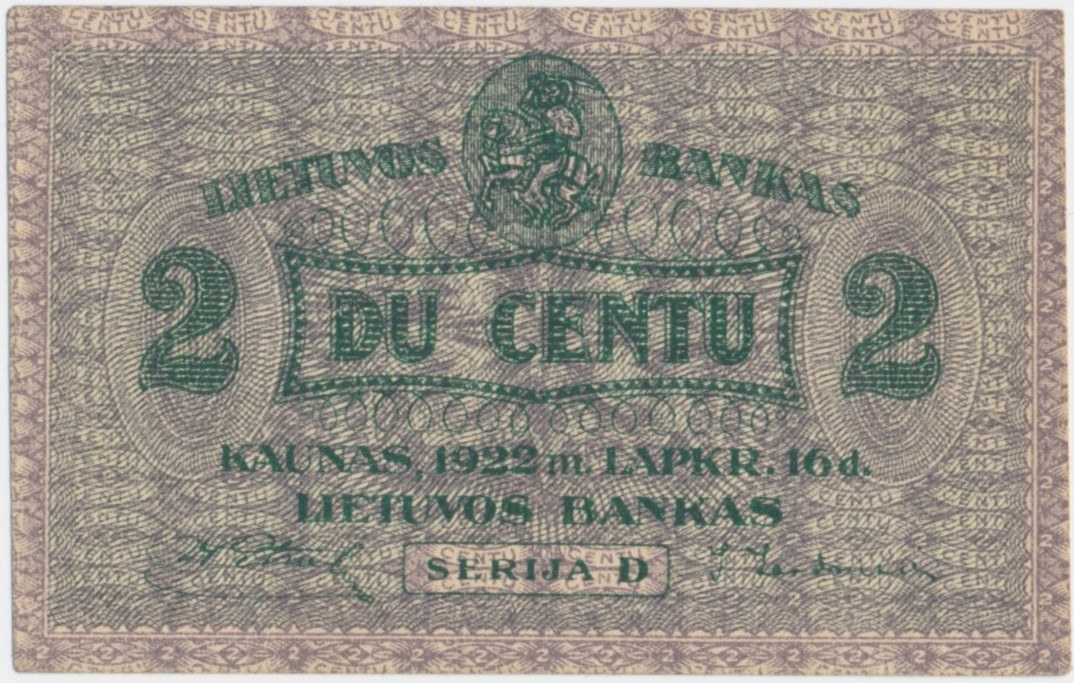 LIETUVOS BANKAS
2 DU CENTU 2
KAUNAS, 1922 m. LAPKR. 16 d.
LIETUVOS BANKAS
SERIJA D